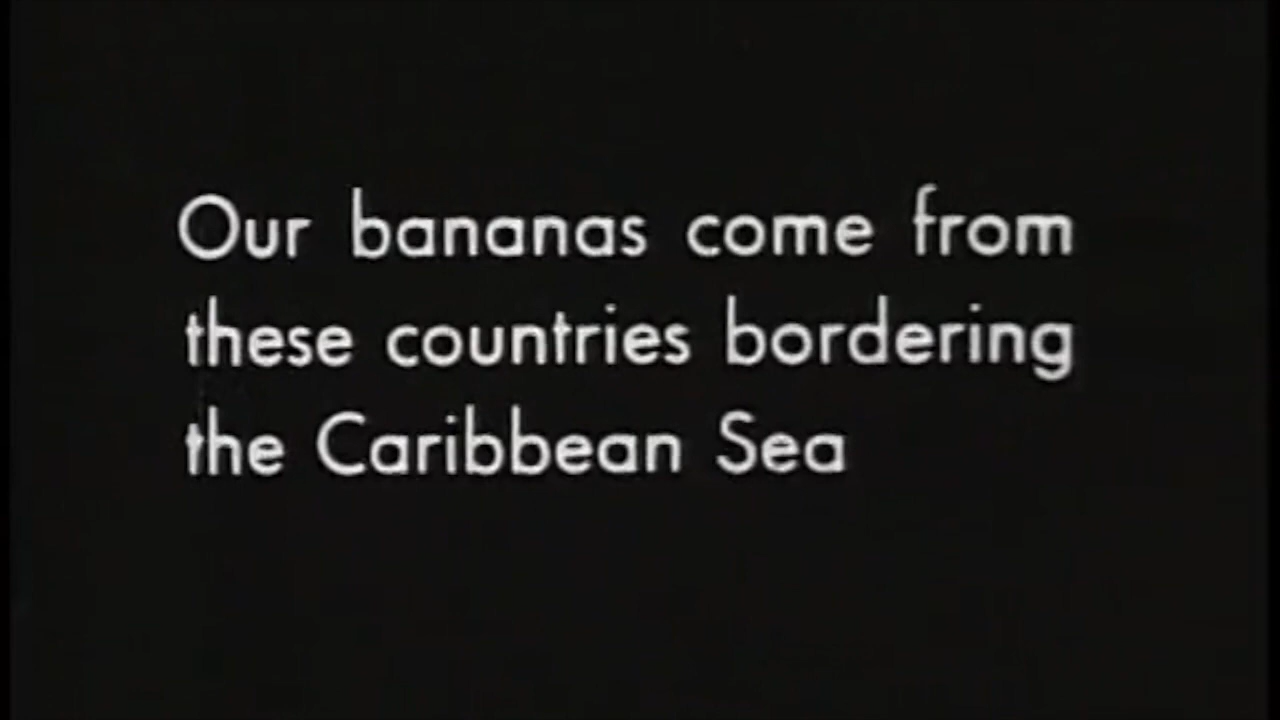 Our bananas come from
these countries bordering
the Caribbean Sea